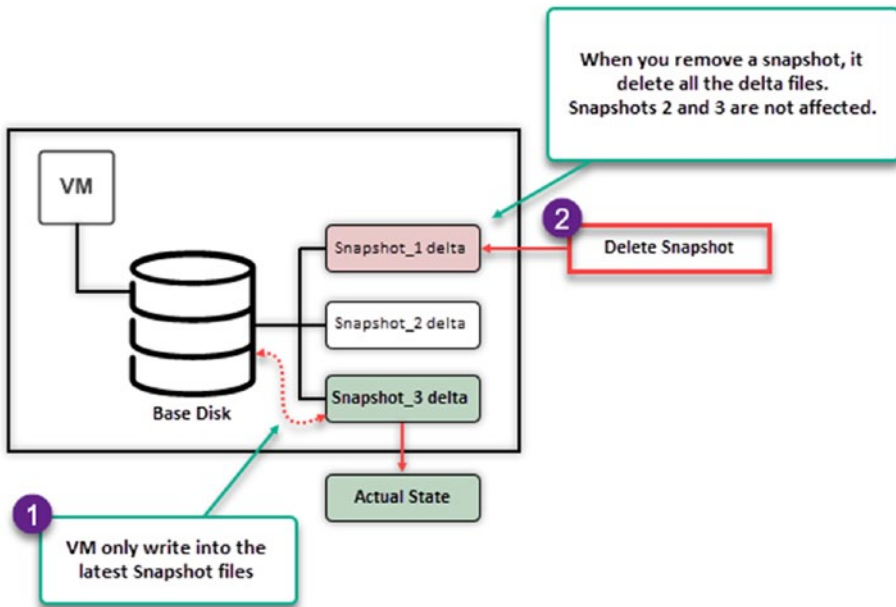 When you remove a snapshot, it
delete all the delta files.
Snapshots 2 and 3 are not affected.
VM
2
Snapshot_1 delta
Delete Snapshot
Snapshot_2 delta
Snapshot_3 delta
Base Disk
Actual State
1
VM only write into the
latest Snapshot files